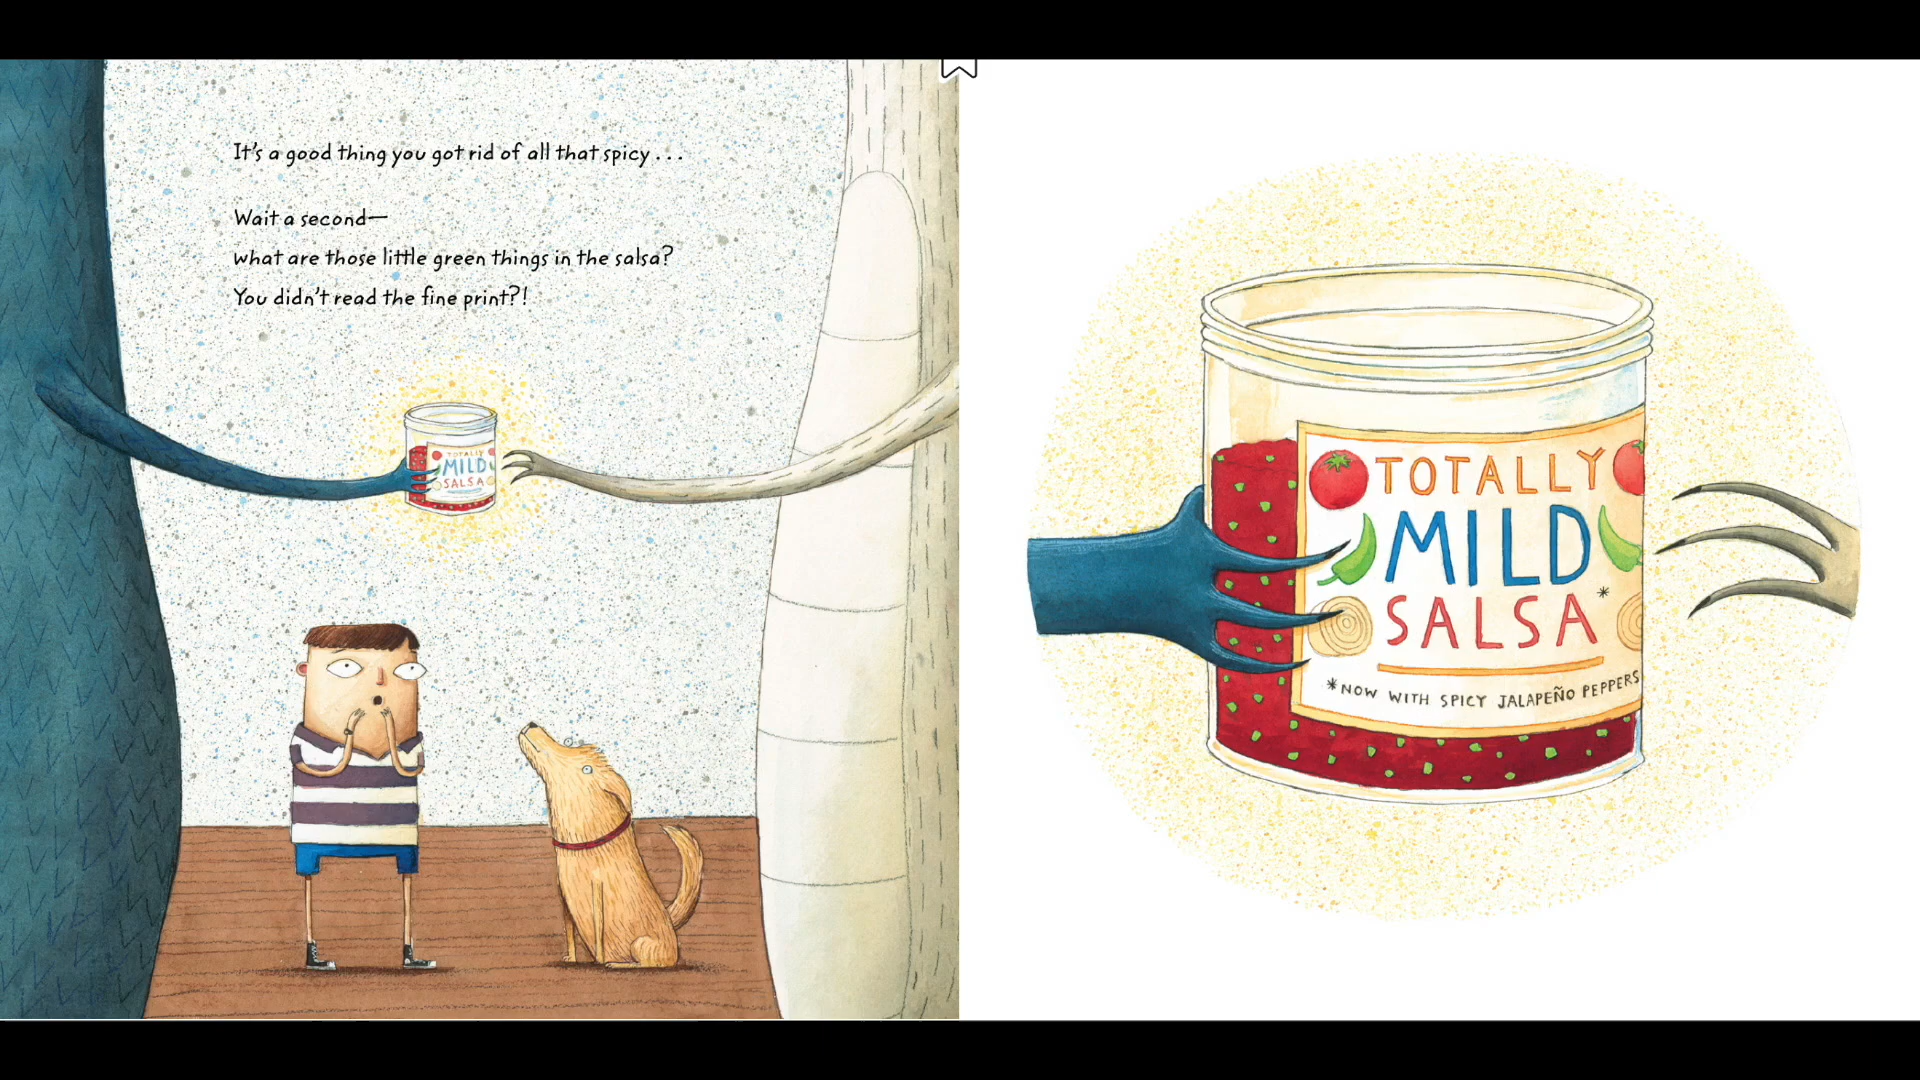 It's a good thing you got rid of all that spicy . . .
Wait a second—
what are those little green things in the salsa?
You didn't read the fine print?!
TOTALLY
MILD
SALSA
TOTALLY
MILD
SALSA*
*NOW WITH SPICY JALAPEÑO PEPPERS